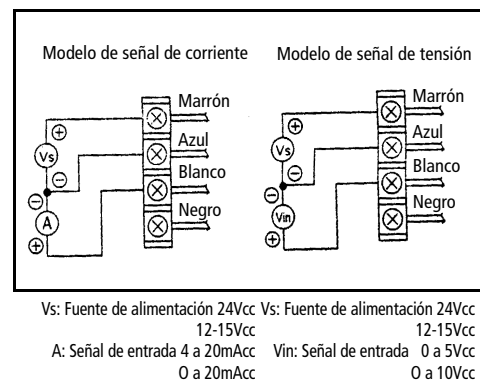 Modelo de señal de corriente
Modelo de señal de tensión
Marrón
Azul
Blanco
Negro
Vs
A
Marrón
Azul
Blanco
Negro
Vs
Vin
Vs: Fuente de alimentación 24Vcc
12-15Vcc
A: Señal de entrada 4 a 20mAcc
O a 20mAcc
Vs: Fuente de alimentación 24Vcc
12-15Vcc
Vin: Señal de entrada 0 a 5Vcc
O a 10Vcc